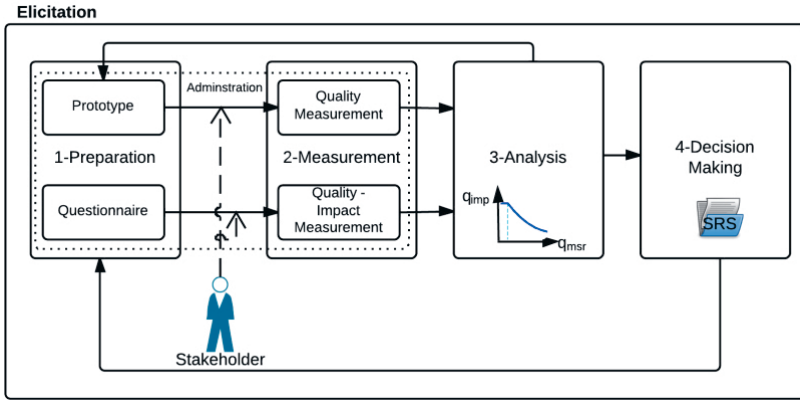 Elicitation
Adminstration
Prototype
1-Preparation
Questionnaire
Quality
Measurement
2-Measurement
Quality -
Impact
Measurement
3-Analysis
qimp
qmsr
4-Decision
Making
SRS
Stakeholder